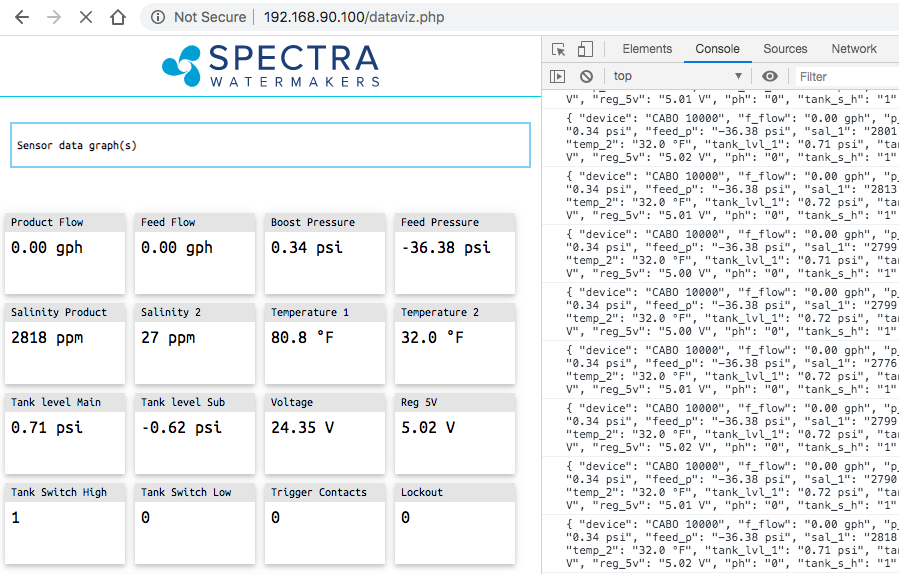 Not Secure | 192.168.90.100/dataviz.php
SPECTRA
WATERMAKERS
Sensor data graph(s)
Product Flow
0.00 gph
Feed Flow
0.00 gph
Boost Pressure
0.34 psi
Feed Pressure
-36.38 psi
Salinity Product
2818 ppm
Salinity 2
27 ppm
Temperature 1
80.8 °F
Temperature 2
32.0 °F
Tank level Main
0.71 psi
Tank level Sub
-0.62 psi
Voltage
24.35 V
Reg 5V
5.02 V
Tank Switch High
1
Tank Switch Low
0
Trigger Contacts
0
Lockout
0
Elements Console Sources Network
top ▼ Filter
V", "reg_5v": "5.01 V", "ph": "0", "tank_s_h": "1"
{ "device": "CABO 10000", "f_flow": "0.00 gph", "p_
"0.34 psi", "feed_p": "-36.38 psi", "sal_1": "2801
"temp_2": "32.0 °F", "tank_lvl_1": "0.71 psi", "tan
V", "reg_5v": "5.02 V", "ph": "0", "tank_s_h": "1"
{ "device": "CABO 10000", "f_flow": "0.00 gph", "p_
"0.34 psi", "feed_p": "-36.38 psi", "sal_1": "2813
"temp_2": "32.0 °F", "tank_lvl_1": "0.72 psi", "tan
V", "reg_5v": "5.01 V", "ph": "0", "tank_s_h": "1"
{ "device": "CABO 10000", "f_flow": "0.00 gph", "p_
"0.34 psi", "feed_p": "-36.38 psi", "sal_1": "2799
"temp_2": "32.0 °F", "tank_lvl_1": "0.71 psi", "tan
V", "reg_5v": "5.00 V", "ph": "0", "tank_s_h": "1"
{ "device": "CABO 10000", "f_flow": "0.00 gph", "p_
"0.34 psi", "feed_p": "-36.38 psi", "sal_1": "2799
"temp_2": "32.0 °F", "tank_lvl_1": "0.72 psi", "tan
V", "reg_5v": "5.00 V", "ph": "0", "tank_s_h": "1"
{ "device": "CABO 10000", "f_flow": "0.00 gph", "p_
"0.34 psi", "feed_p": "-36.38 psi", "sal_1": "2776
"temp_2": "32.0 °F", "tank_lvl_1": "0.72 psi", "tan
V", "reg_5v": "5.01 V", "ph": "0", "tank_s_h": "1"
{ "device": "CABO 10000", "f_flow": "0.00 gph", "p_
"0.34 psi", "feed_p": "-36.38 psi", "sal_1": "2799
"temp_2": "32.0 °F", "tank_lvl_1": "0.72 psi", "tan
V", "reg_5v": "5.02 V", "ph": "0", "tank_s_h": "1"
{ "device": "CABO 10000", "f_flow": "0.00 gph", "p_
"0.34 psi", "feed_p": "-36.38 psi", "sal_1": "2790
"temp_2": "32.0 °F", "tank_lvl_1": "0.72 psi", "tan
V", "reg_5v": "5.01 V", "ph": "0", "tank_s_h": "1"
{ "device": "CABO 10000", "f_flow": "0.00 gph", "p_
"0.34 psi", "feed_p": "-36.38 psi", "sal_1": "2818
"temp_2": "32.0 °F", "tank_lvl_1": "0.71 psi", "tan
V", "reg_5v": "5.02 V", "ph": "0", "tank_s_h": "1"